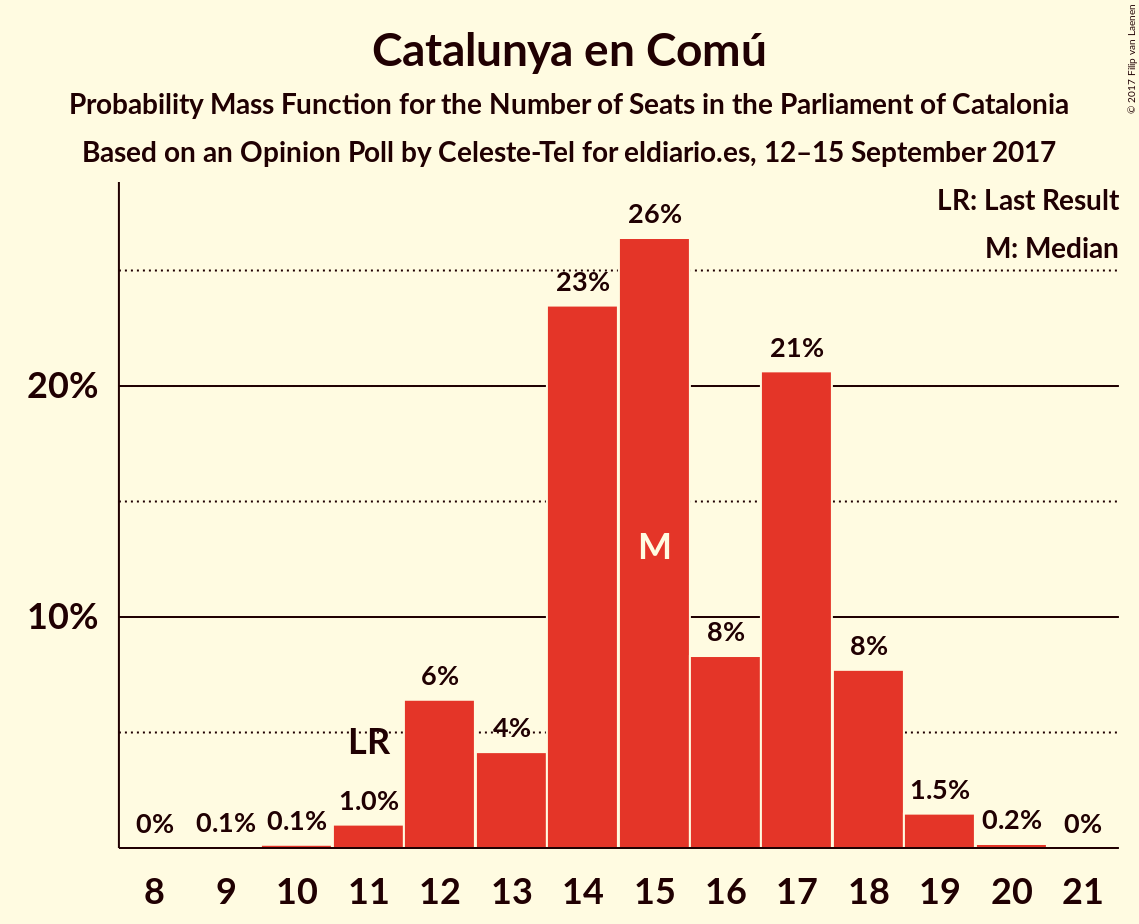 Catalunya en Comú
Probability Mass Function for the Number of Seats in the Parliament of Catalonia
Based on an Opinion Poll by Celeste-Tel for eldiario.es, 12–15 September 2017
© 2017 Filip van Laenen
LR: Last Result
M: Median
26%
23%
21%
20%
M
10%
8%
8%
6%
4%
LR
1.0%
1.5%
0% 0.1% 0.1% 0.2% 0%
8 9 10 11 12 13 14 15 16 17 18 19 20 21